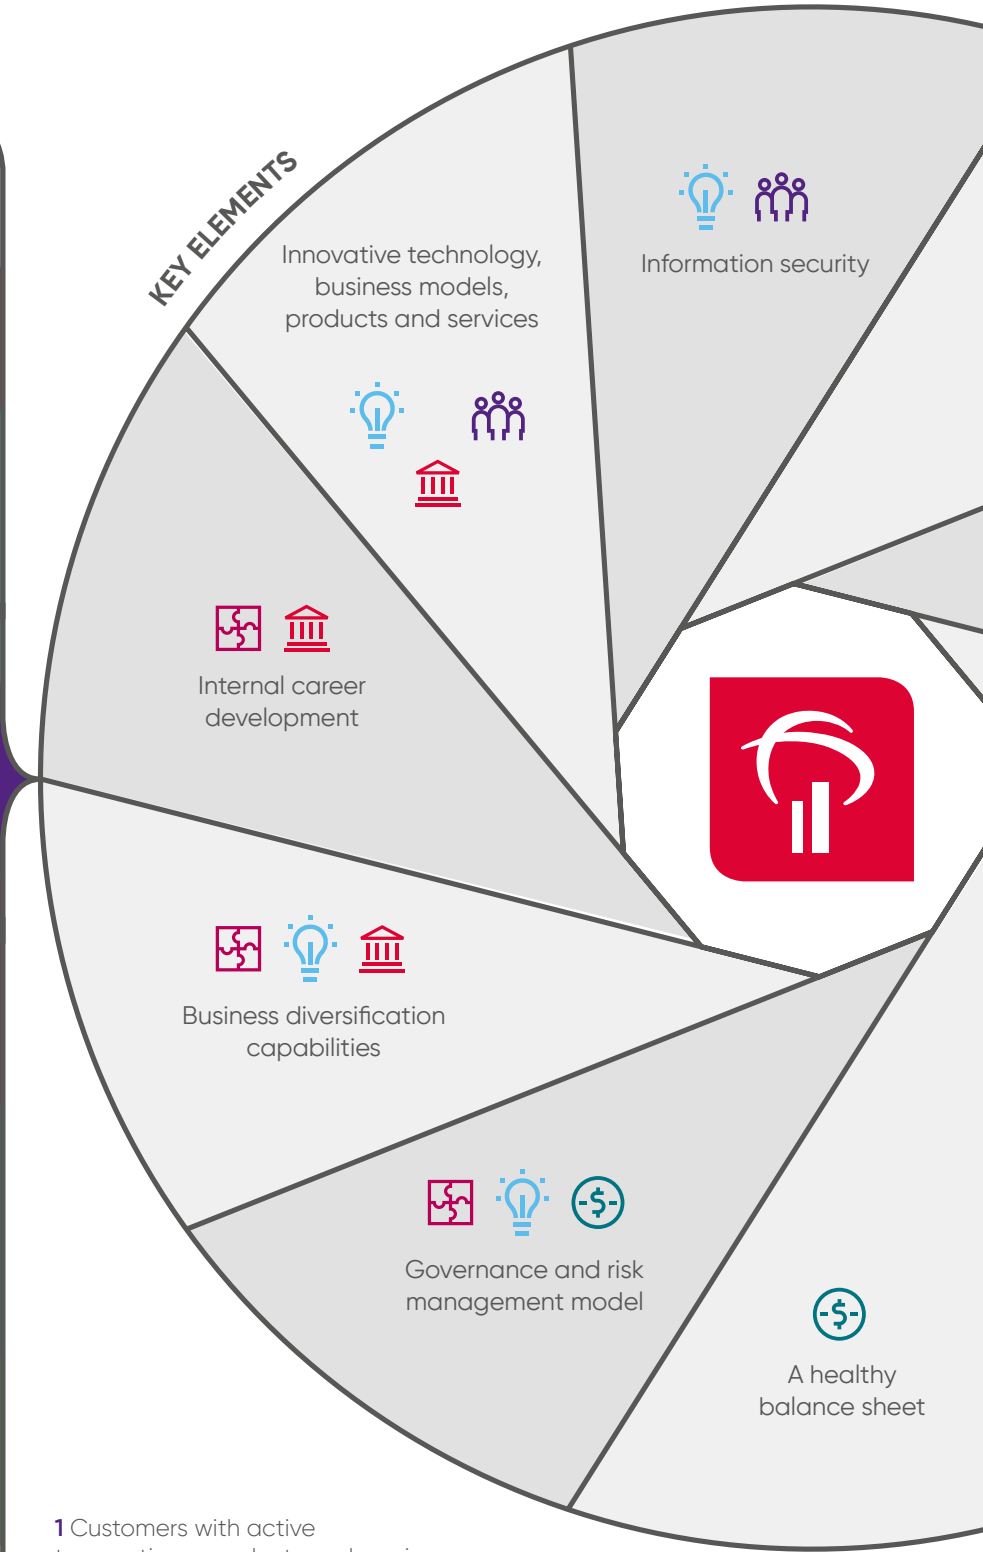 KEY ELEMENTS
Innovative technology,
business models,
products and services
Information security
Internal career
development
Business diversification
capabilities
Governance and risk
management model
A healthy
balance sheet
1 Customers with active